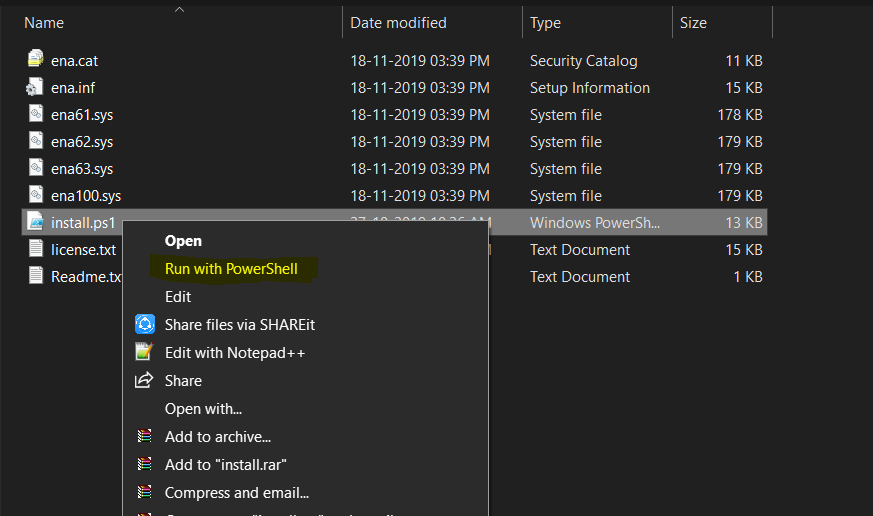 Name Date modified Type Size
ena.cat 18-11-2019 03:39 PM Security Catalog 11 KB
ena.inf 18-11-2019 03:39 PM Setup Information 15 KB
ena61.sys 18-11-2019 03:39 PM System file 178 KB
ena62.sys 18-11-2019 03:39 PM System file 179 KB
ena63.sys 18-11-2019 03:39 PM System file 179 KB
ena100.sys 18-11-2019 03:39 PM System file 179 KB
install.ps1 Windows PowerSh... 13 KB
license.txt Text Document 15 KB
Readme.tx Text Document 1 KB
Open
Run with PowerShell
Edit
Share files via SHAREit
Edit with Notepad++
Share
Open with...
Add to archive...
Add to "install.rar"
Compress and email...